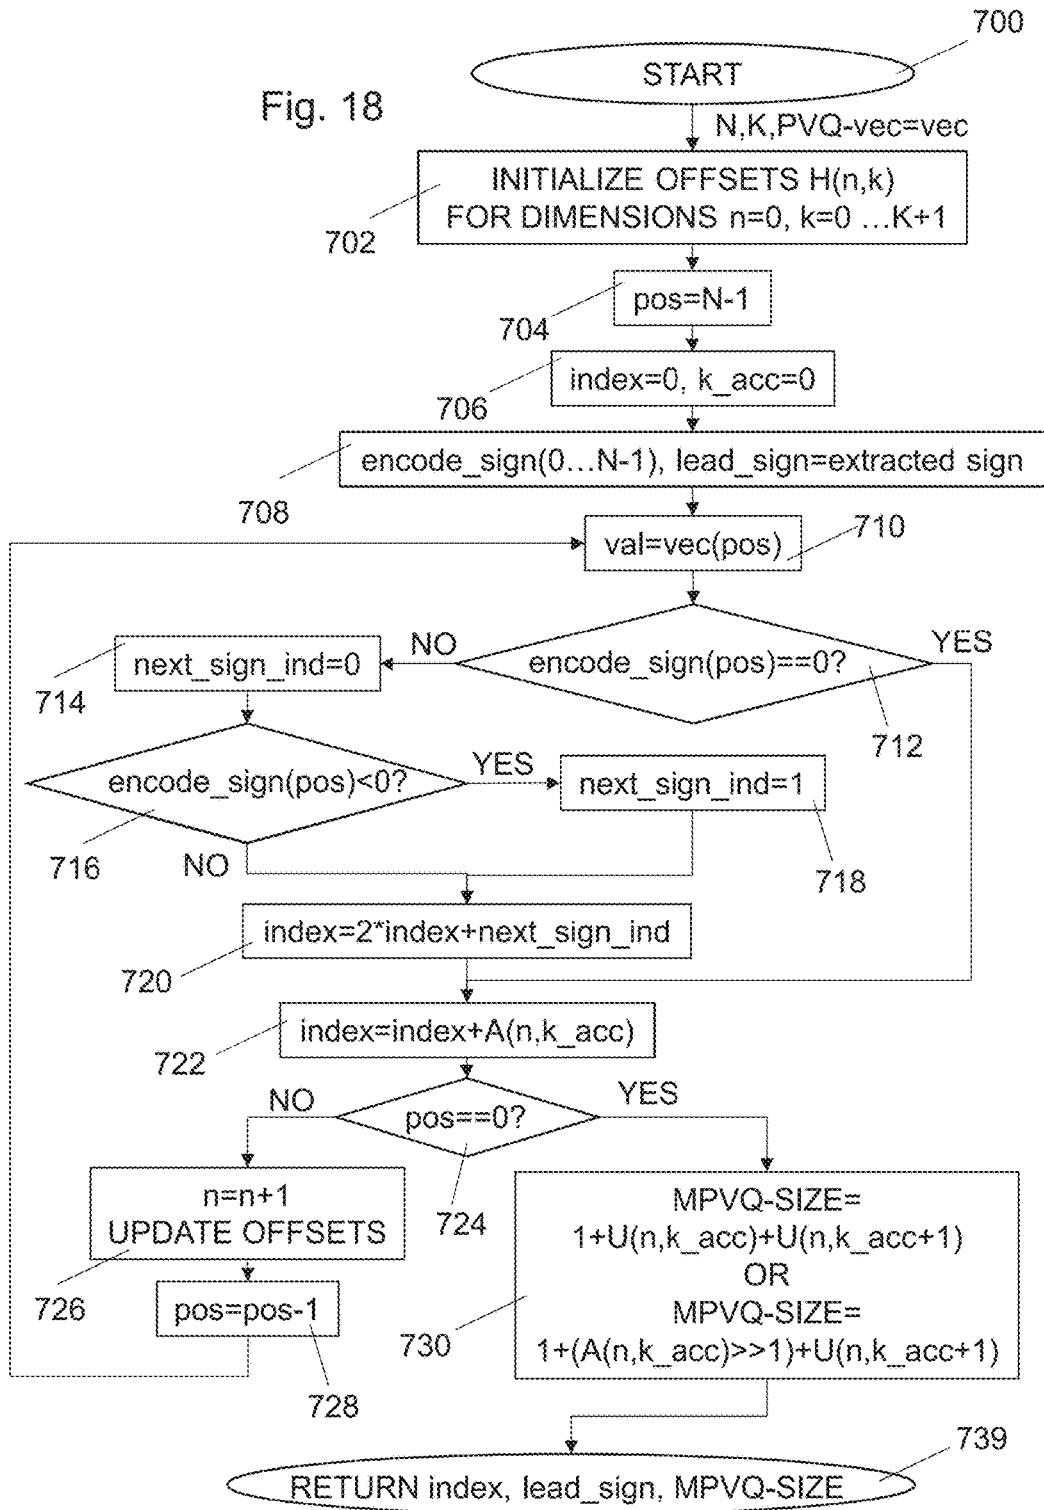 Fig. 18
700
START
N,K,PVQ-vec=vec
INITIALIZE OFFSETS H(n,k)
FOR DIMENSIONS n=0, k=0 ...K+1
702
pos=N-1
704
index=0, k_acc=0
706
encode_sign(0...N-1), lead_sign=extracted sign
708
val=vec(pos)
710
encode_sign(pos)==0?
NO
YES
712
next_sign_ind=0
714
encode_sign(pos)<0?
YES
NO
716
next_sign_ind=1
718
index=2*index+next_sign_ind
720
index=index+A(n,k_acc)
722
pos==0?
NO
YES
724
n=n+1
UPDATE OFFSETS
726
pos=pos-1
728
MPVQ-SIZE=
1+U(n,k_acc)+U(n,k_acc+1)
OR
MPVQ-SIZE=
1+(A(n,k_acc)>>1)+U(n,k_acc+1)
730
739
RETURN index, lead_sign, MPVQ-SIZE